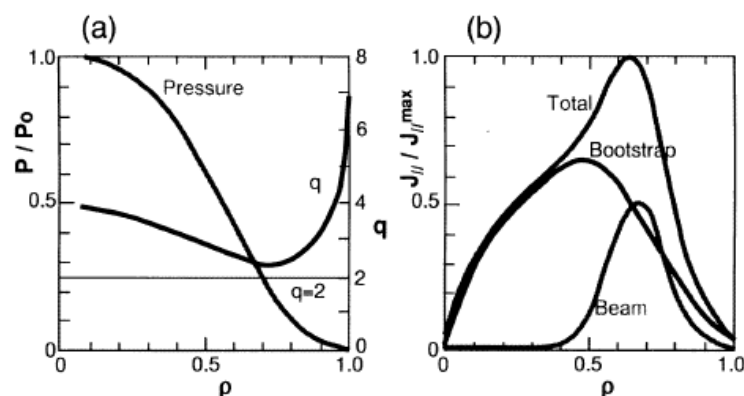 (a)
1.0
0.5
0
P / Po
Pressure
q
q=2
8
6
4
2
0
q
0 0.5 1.0
ρ
(b)
1.0
0.5
0
J// / J//max
Total
Bootstrap
Beam
0 0.5 1.0
ρ